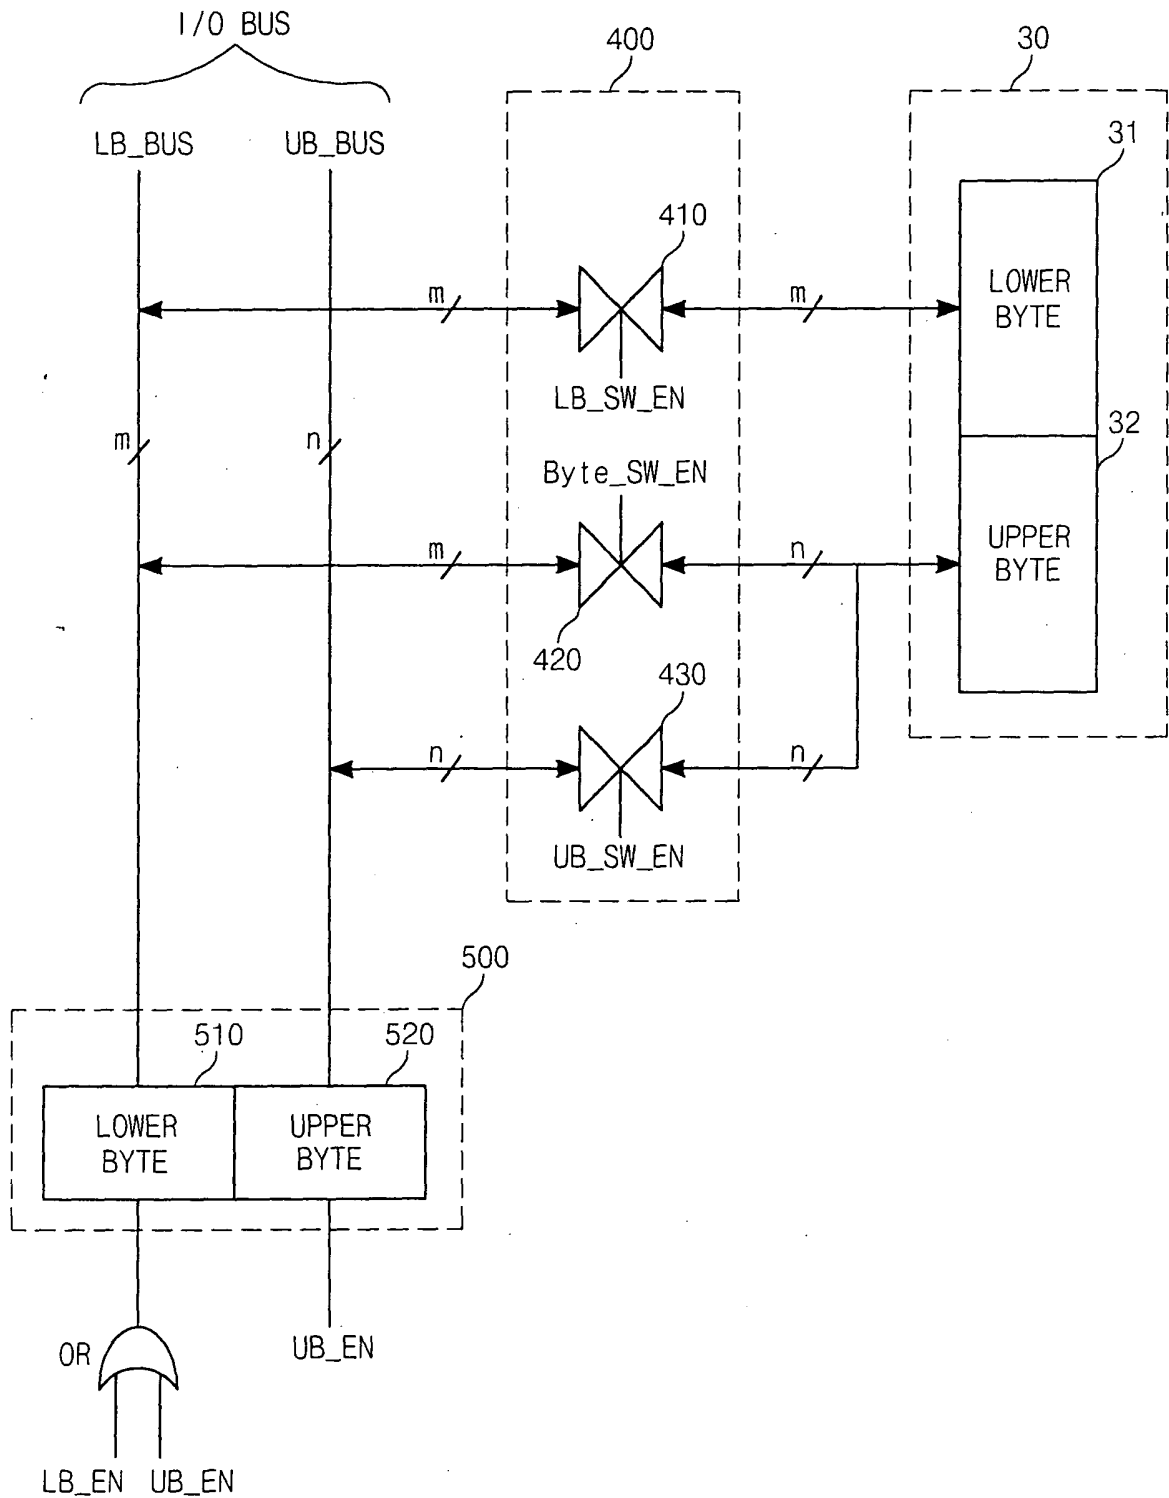 I/O BUS
400
30
LB_BUS
UB_BUS
31
410
m
m
LOWER
BYTE
LB_SW_EN
32
m
n
Byte_SW_EN
m
n
UPPER
BYTE
420
430
n
n
UB_SW_EN
500
510
520
LOWER
BYTE
UPPER
BYTE
OR
UB_EN
LB_EN
UB_EN